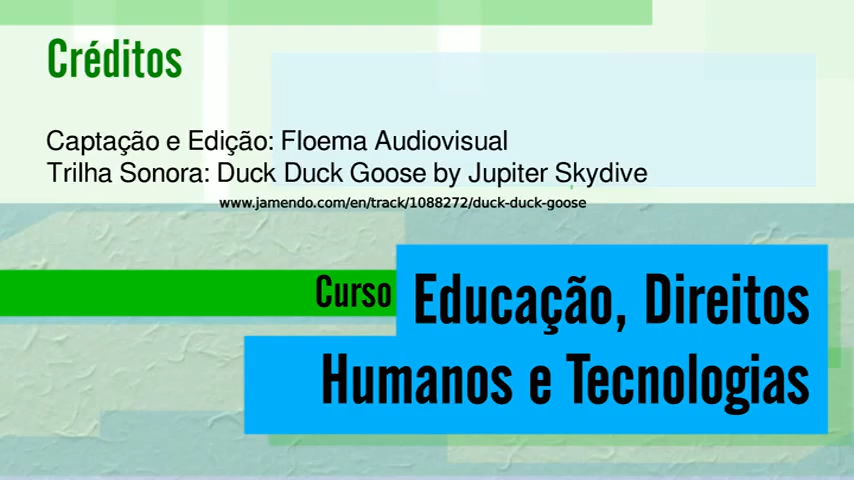 Créditos
Captação e Edição: Floema Audiovisual
Trilha Sonora: Duck Duck Goose by Jupiter Skydive
www.jamendo.com/en/track/1088272/duck-duck-goose
Curso Educação, Direitos
Humanos e Tecnologias